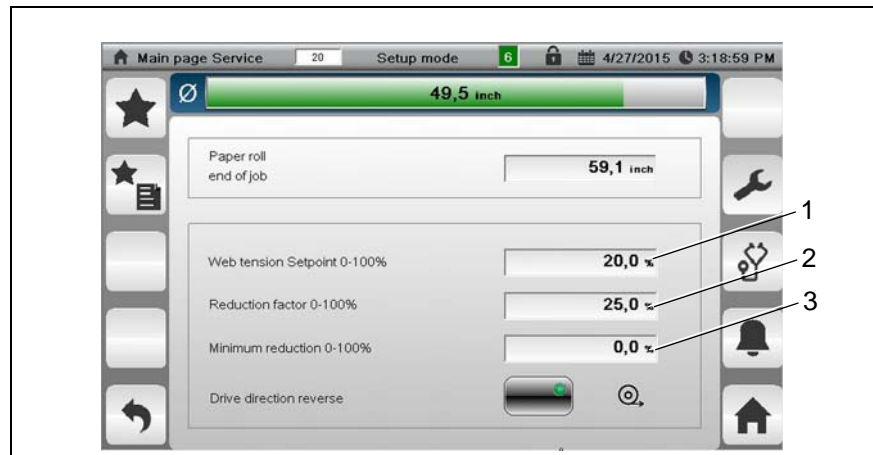 Main page Service 20 Setup mode 6 4/27/2015 3:18:59 PM
Ø 49,5 inch
Paper roll
end of job
59,1 inch
1
Web tension Setpoint 0-100% 20,0 %
2
Reduction factor 0-100% 25,0 %
3
Minimum reduction 0-100% 0,0 %
Drive direction reverse